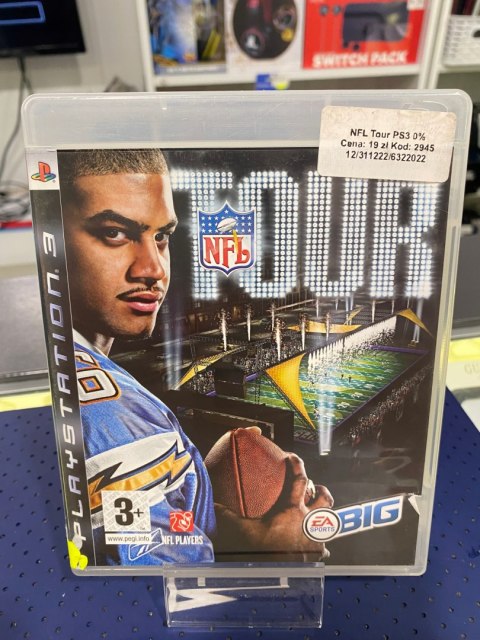 SWITCH PACK
NFL Tour PS3 0%
Cena: 19 zł Kod: 2945
12/311222/6322022
PLAYSTATION 3
TOUR
NFL
3+
www.pegi.info
NFL PLAYERS
EA
SPORTS
BIG